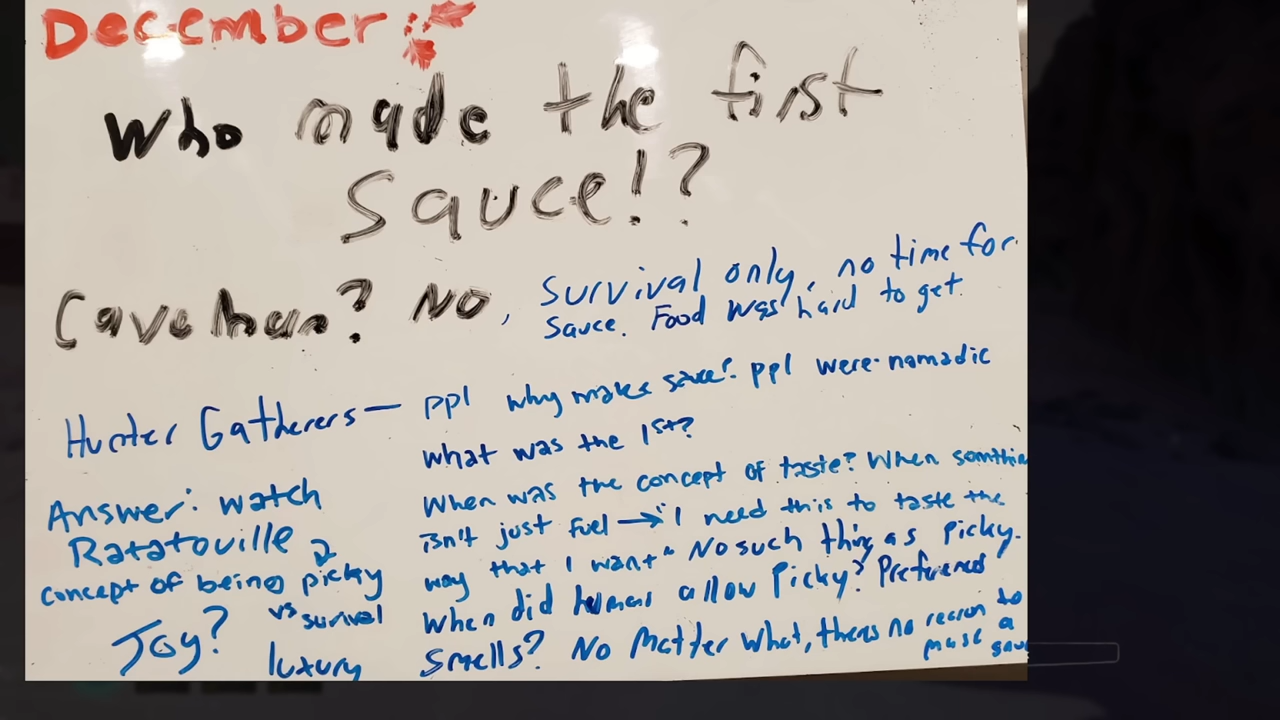 December:
Who made the first
Sauce!?
Caveman? NO, Survival only, no time for
sauce. Food was hard to get
Hunter Gatherers — ppl why make sauce? ppl were nomadic
what was the 1st?
When was the concept of taste? When somthin
isn't just fuel → "I need this to taste the
way that I want" No such thing as picky.
When did human allow Picky? Preferred
Smells? No Matter What, theres no reason to
a
Answer: watch
Ratatouille 2
concept of being picky
vs survival
Joy? luxury